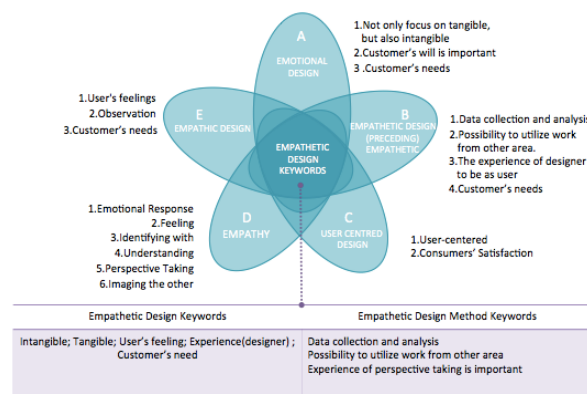 A
EMOTIONAL
DESIGN
1.Not only focus on tangible,
but also intangible
2.Customer's will is important
3 .Customer's needs
B
EMPATHETIC DESIGN
(PRECEDING)
EMPATHETIC
1.Data collection and analysis
2.Possibility to utilize work
from other area.
3.The experience of designer
to be as user
4.Customer's needs
C
USER CENTRED
DESIGN
1.User-centered
2.Consumers' Satisfaction
D
EMPATHY
1.Emotional Response
2.Feeling
3.Identifying with
4.Understanding
5.Perspective Taking
6.Imaging the other
E
EMPATHIC DESIGN
1.User's feelings
2.Observation
3.Customer's needs
EMPATHETIC
DESIGN
KEYWORDS
Empathetic Design Keywords
Intangible; Tangible; User's feeling; Experience(designer) ;
Customer's need
Empathetic Design Method Keywords
Data collection and analysis
Possibility to utilize work from other area
Experience of perspective taking is important